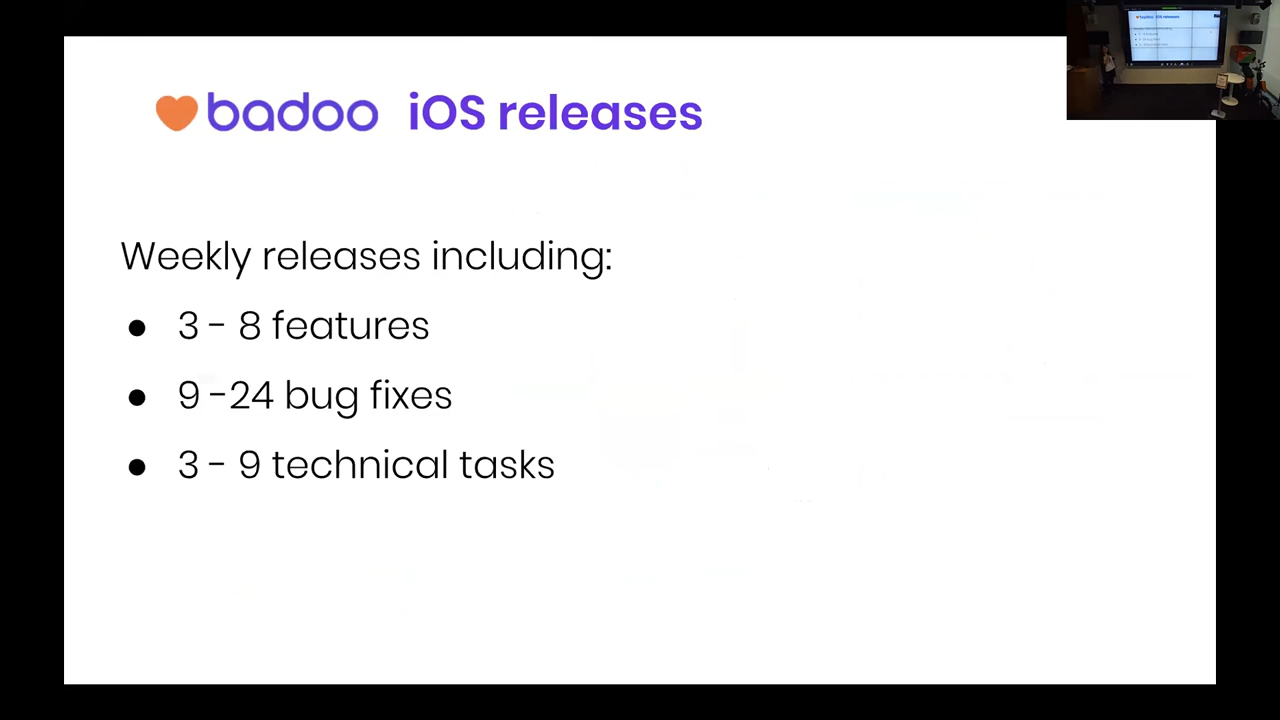 badoo iOS releases
Weekly releases including:
● 3 - 8 features
● 9 -24 bug fixes
● 3 - 9 technical tasks